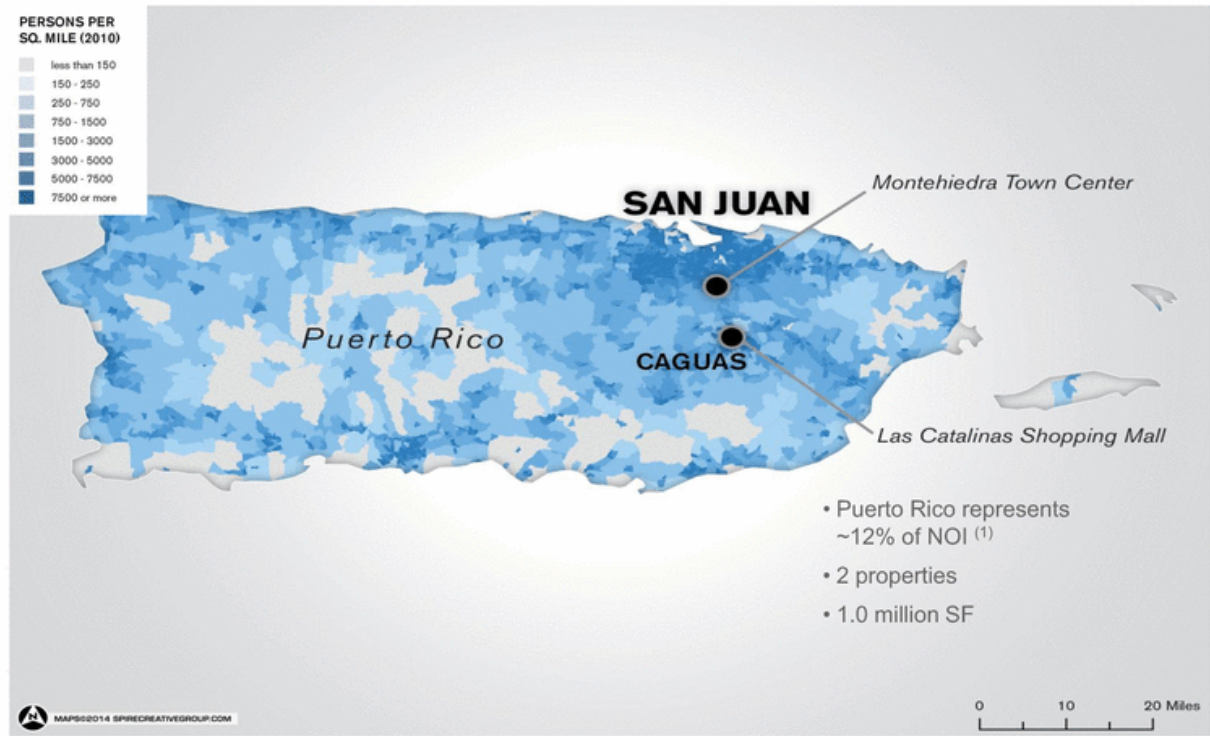 PERSONS PER
SQ. MILE (2010)
less than 150
150 - 250
250 - 750
750 - 1500
1500 - 3000
3000 - 5000
5000 - 7500
7500 or more
Montehiedra Town Center
SAN JUAN
Puerto Rico
CAGUAS
Las Catalinas Shopping Mall
• Puerto Rico represents
~12% of NOI (1)
• 2 properties
• 1.0 million SF
N MAPS©2014 SPIRECREATIVEGROUP.COM
0 10 20 Miles